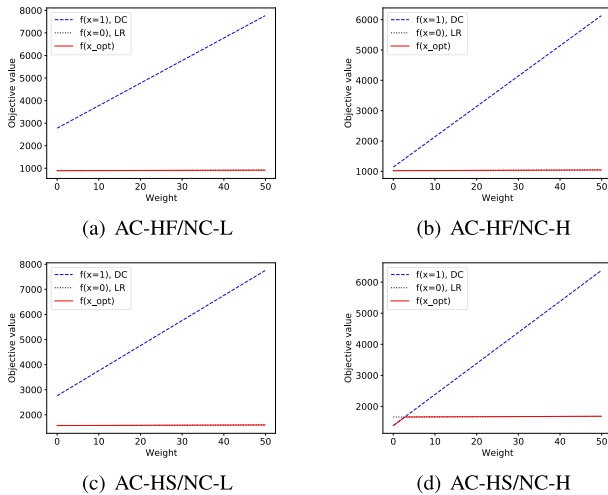 8000
7000
6000
5000
4000
3000
2000
1000
Objective value
f(x=1), DC
f(x=0), LR
f(x_opt)
0 10 20 30 40 50
Weight
(a) AC-HF/NC-L
6000
5000
4000
3000
2000
1000
Objective value
f(x=1), DC
f(x=0), LR
f(x_opt)
0 10 20 30 40 50
Weight
(b) AC-HF/NC-H
8000
7000
6000
5000
4000
3000
2000
Objective value
f(x=1), DC
f(x=0), LR
f(x_opt)
0 10 20 30 40 50
Weight
(c) AC-HS/NC-L
6000
5000
4000
3000
2000
Objective value
f(x=1), DC
f(x=0), LR
f(x_opt)
0 10 20 30 40 50
Weight
(d) AC-HS/NC-H